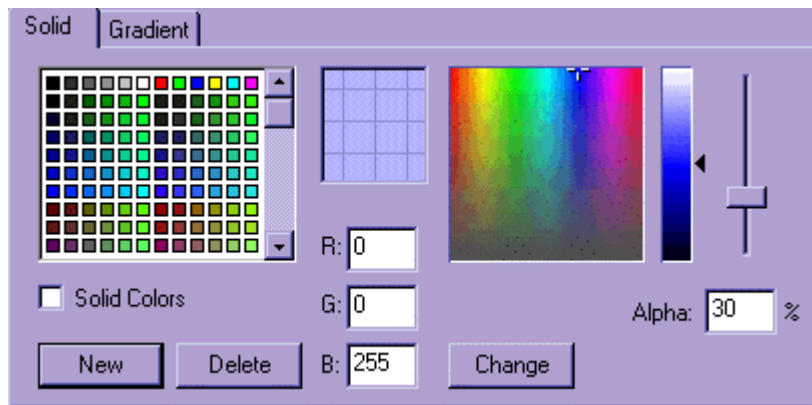 Solid Gradient
R: 0
Solid Colors
G: 0
Alpha: 30 %
New Delete
B: 255
Change